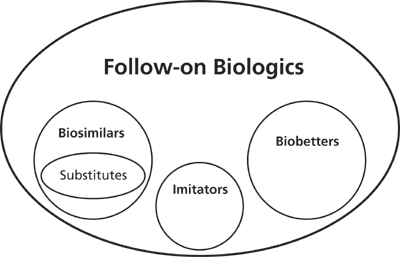 Follow-on Biologics
Biosimilars
Substitutes
Imitators
Biobetters